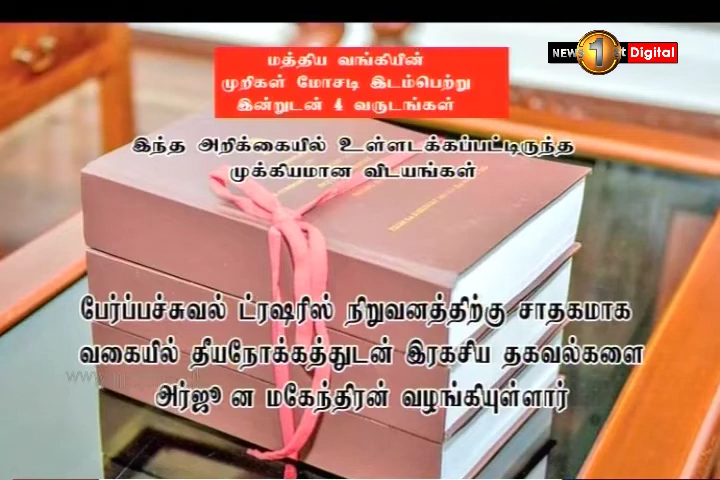 NEWS 1st Digital
மத்திய வங்கியின்
முறிகள் மோசடி இடம்பெற்று
இன்றுடன் 4 வருடங்கள்
இந்த அறிக்கையில் உள்ளடக்கப்பட்டிருந்த
முக்கியமான விடயங்கள்
பேர்ப்பச்சுவல் ட்ரஷரிஸ் நிறுவனத்திற்கு சாதகமாக
வகையில் தீயநோக்கத்துடன் இரகசிய தகவல்களை
அர்ஜூ ன மகேந்திரன் வழங்கியுள்ளார்